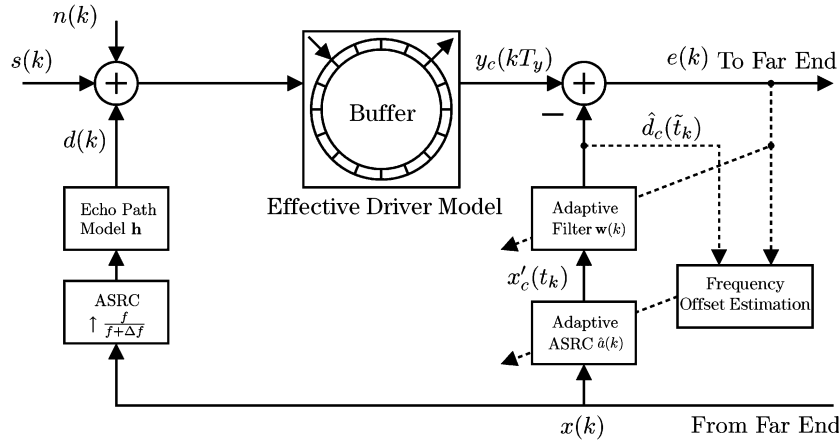 n(k)
s(k)
y_c(kT_y)
e(k) To Far End
+
Buffer
+
−
d(k)
d̂_c(t̃_k)
Echo Path
Model h
Effective Driver Model
Adaptive
Filter w(k)
x′_c(t_k)
ASRC
↑ f/(f+Δf)
Adaptive
ASRC â(k)
Frequency
Offset Estimation
x(k)
From Far End